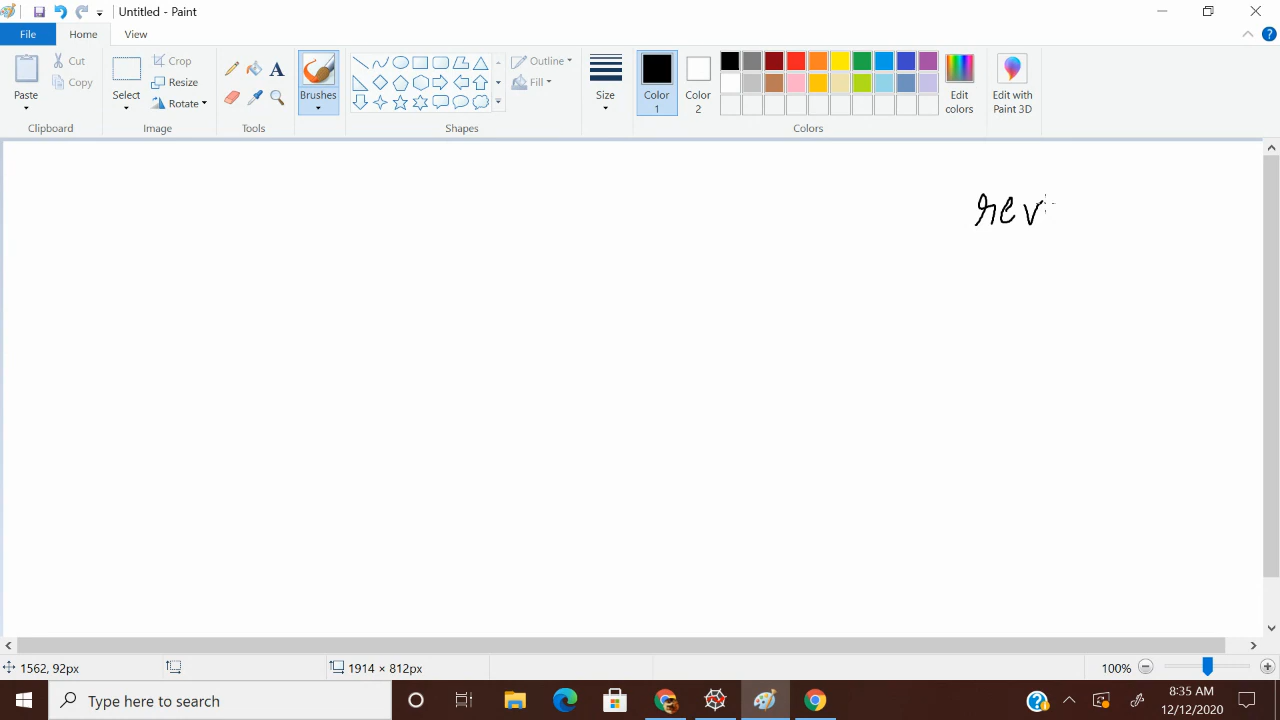 Untitled - Paint
File Home View ?
Paste Cut Copy Select Crop Resize Rotate A Brushes Outline Fill Size Color 1 Color 2 Edit colors Edit with Paint 3D
Clipboard Image Tools Shapes Colors
rev
1562, 92px 1914 × 812px 100%
Type here to search 8:35 AM
12/12/2020